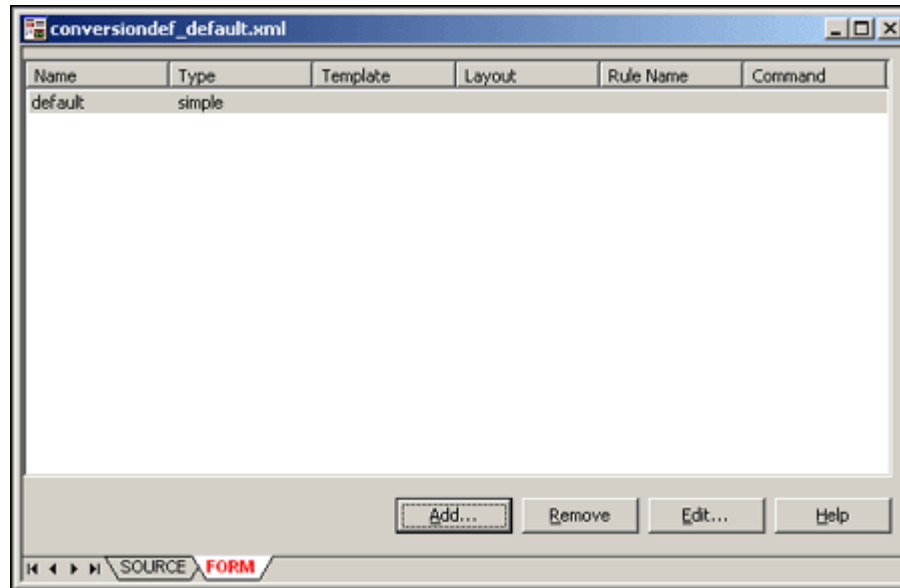 conversiondef_default.xml
Name Type Template Layout Rule Name Command
default simple
Add... Remove Edit... Help
SOURCE FORM